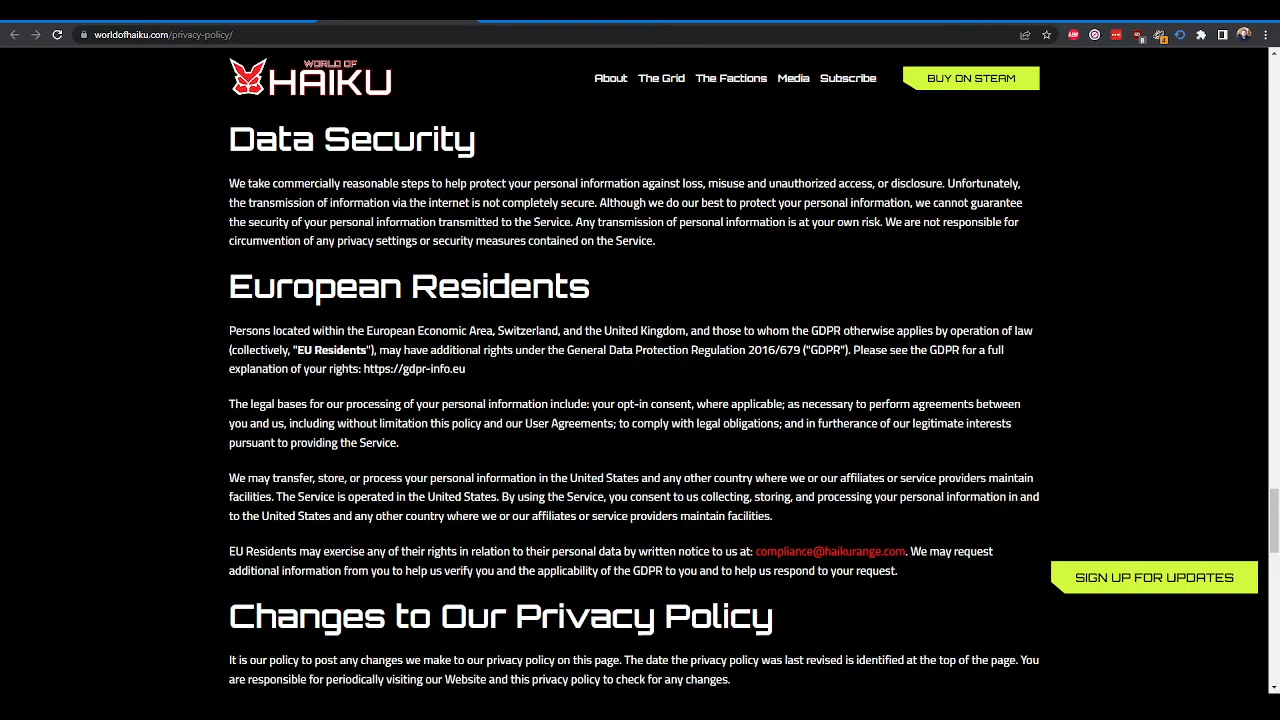 worldofhaiku.com/privacy-policy/
WORLD OF
HAIKU
About The Grid The Factions Media Subscribe
BUY ON STEAM
Data Security
We take commercially reasonable steps to help protect your personal information against loss, misuse and unauthorized access, or disclosure. Unfortunately,
the transmission of information via the internet is not completely secure. Although we do our best to protect your personal information, we cannot guarantee
the security of your personal information transmitted to the Service. Any transmission of personal information is at your own risk. We are not responsible for
circumvention of any privacy settings or security measures contained on the Service.
European Residents
Persons located within the European Economic Area, Switzerland, and the United Kingdom, and those to whom the GDPR otherwise applies by operation of law
(collectively, "EU Residents"), may have additional rights under the General Data Protection Regulation 2016/679 ("GDPR"). Please see the GDPR for a full
explanation of your rights: https://gdpr-info.eu
The legal bases for our processing of your personal information include: your opt-in consent, where applicable; as necessary to perform agreements between
you and us, including without limitation this policy and our User Agreements; to comply with legal obligations; and in furtherance of our legitimate interests
pursuant to providing the Service.
We may transfer, store, or process your personal information in the United States and any other country where we or our affiliates or service providers maintain
facilities. The Service is operated in the United States. By using the Service, you consent to us collecting, storing, and processing your personal information in and
to the United States and any other country where we or our affiliates or service providers maintain facilities.
EU Residents may exercise any of their rights in relation to their personal data by written notice to us at: compliance@haikurange.com. We may request
additional information from you to help us verify you and the applicability of the GDPR to you and to help us respond to your request.
SIGN UP FOR UPDATES
Changes to Our Privacy Policy
It is our policy to post any changes we make to our privacy policy on this page. The date the privacy policy was last revised is identified at the top of the page. You
are responsible for periodically visiting our Website and this privacy policy to check for any changes.